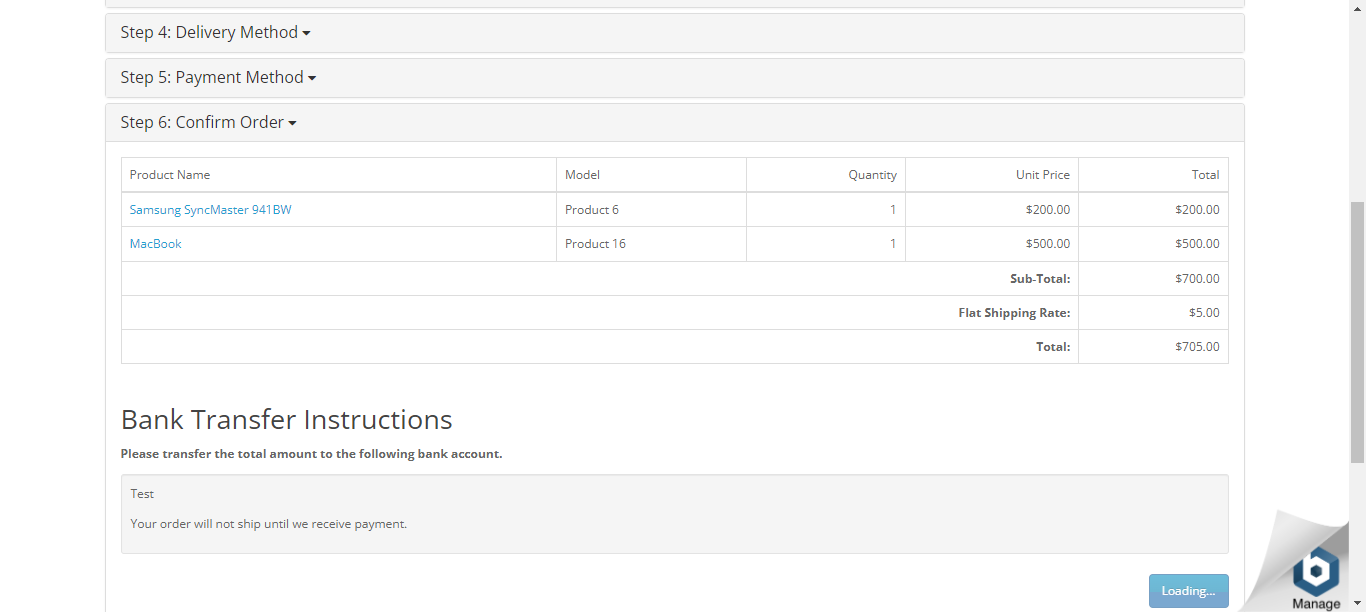 Step 4: Delivery Method
Step 5: Payment Method
Step 6: Confirm Order
Product Name Model Quantity Unit Price Total
Samsung SyncMaster 941BW Product 6 1 $200.00 $200.00
MacBook Product 16 1 $500.00 $500.00
Sub-Total: $700.00
Flat Shipping Rate: $5.00
Total: $705.00
Bank Transfer Instructions
Please transfer the total amount to the following bank account.
Test
Your order will not ship until we receive payment.
Loading...
b
Manage